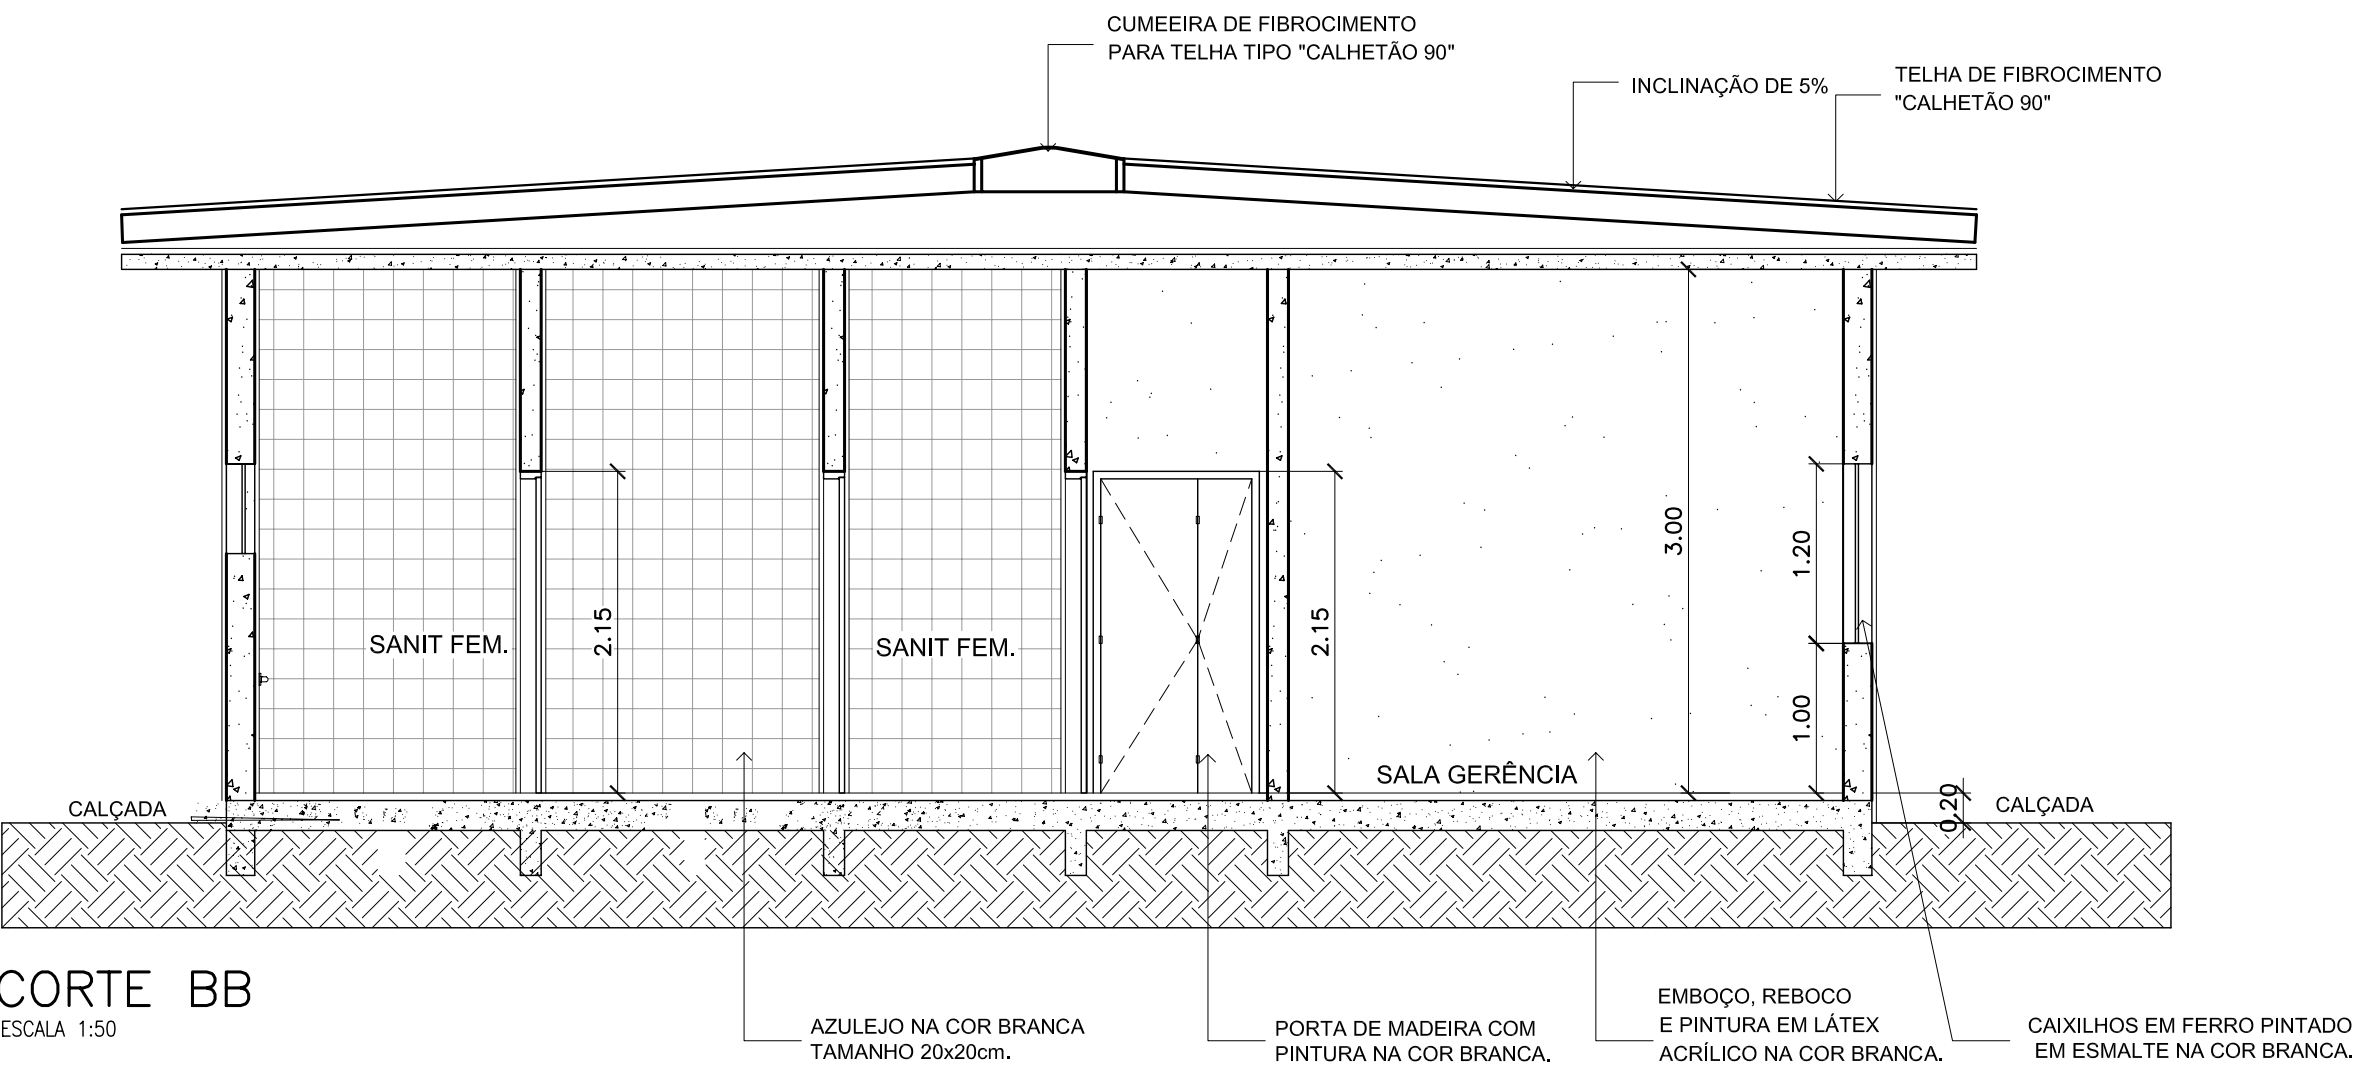 CUMEEIRA DE FIBROCIMENTO
PARA TELHA TIPO "CALHETÃO 90"
INCLINAÇÃO DE 5%
TELHA DE FIBROCIMENTO
"CALHETÃO 90"
3.00
1.20
2.15
2.15
SANIT FEM.
SANIT FEM.
1.00
SALA GERÊNCIA
0.20
CALÇADA
CALÇADA
CORTE BB
ESCALA 1:50
AZULEJO NA COR BRANCA
TAMANHO 20x20cm.
PORTA DE MADEIRA COM
PINTURA NA COR BRANCA.
EMBOÇO, REBOCO
E PINTURA EM LÁTEX
ACRÍLICO NA COR BRANCA.
CAIXILHOS EM FERRO PINTADO
EM ESMALTE NA COR BRANCA.